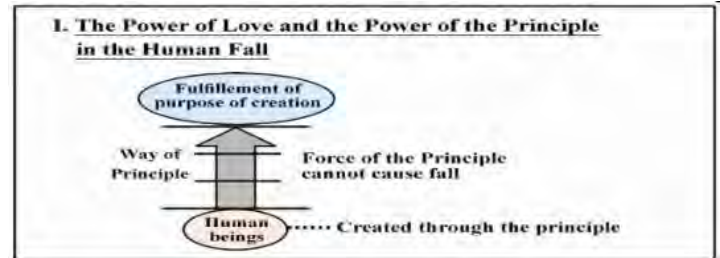 I. The Power of Love and the Power of the Principle
in the Human Fall
Fulfillement of
purpose of creation
Way of
Principle
Force of the Principle
cannot cause fall
Human
beings
Created through the principle